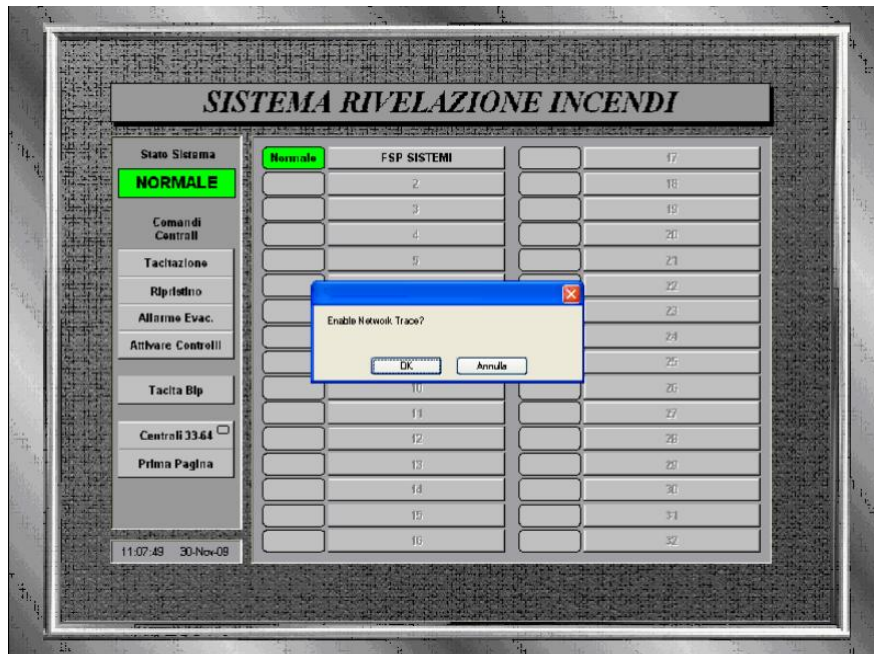 SISTEMA RIVELAZIONE INCENDI
Stato Sistema
NORMALE
Comandi
Centrali
Tacitazione
Ripristino
Allarme Evac.
Attivare Controlli
Tacita Bip
Centrali 33-64
Prima Pagina
11:07:49 30-Nov-09
Normale FSP SISTEMI
2
3
4
5
10
11
12
13
14
15
16
17
18
19
20
21
22
23
24
25
26
27
28
29
30
31
32
Enable Network Trace?
OK Annulla